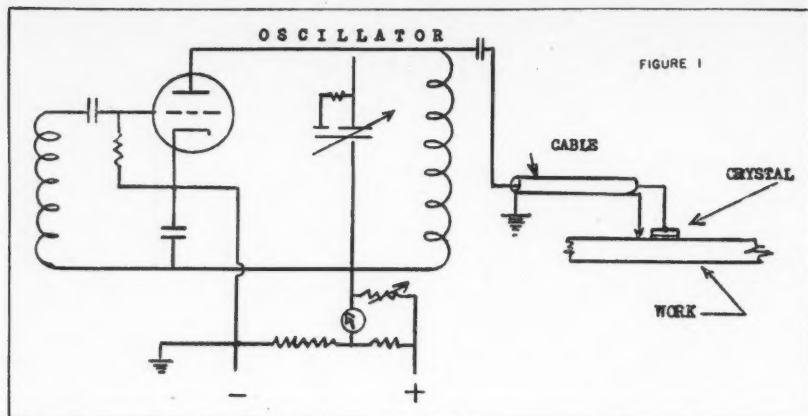 OSCILLATOR
FIGURE 1
CABLE
CRYSTAL
WORK
- +